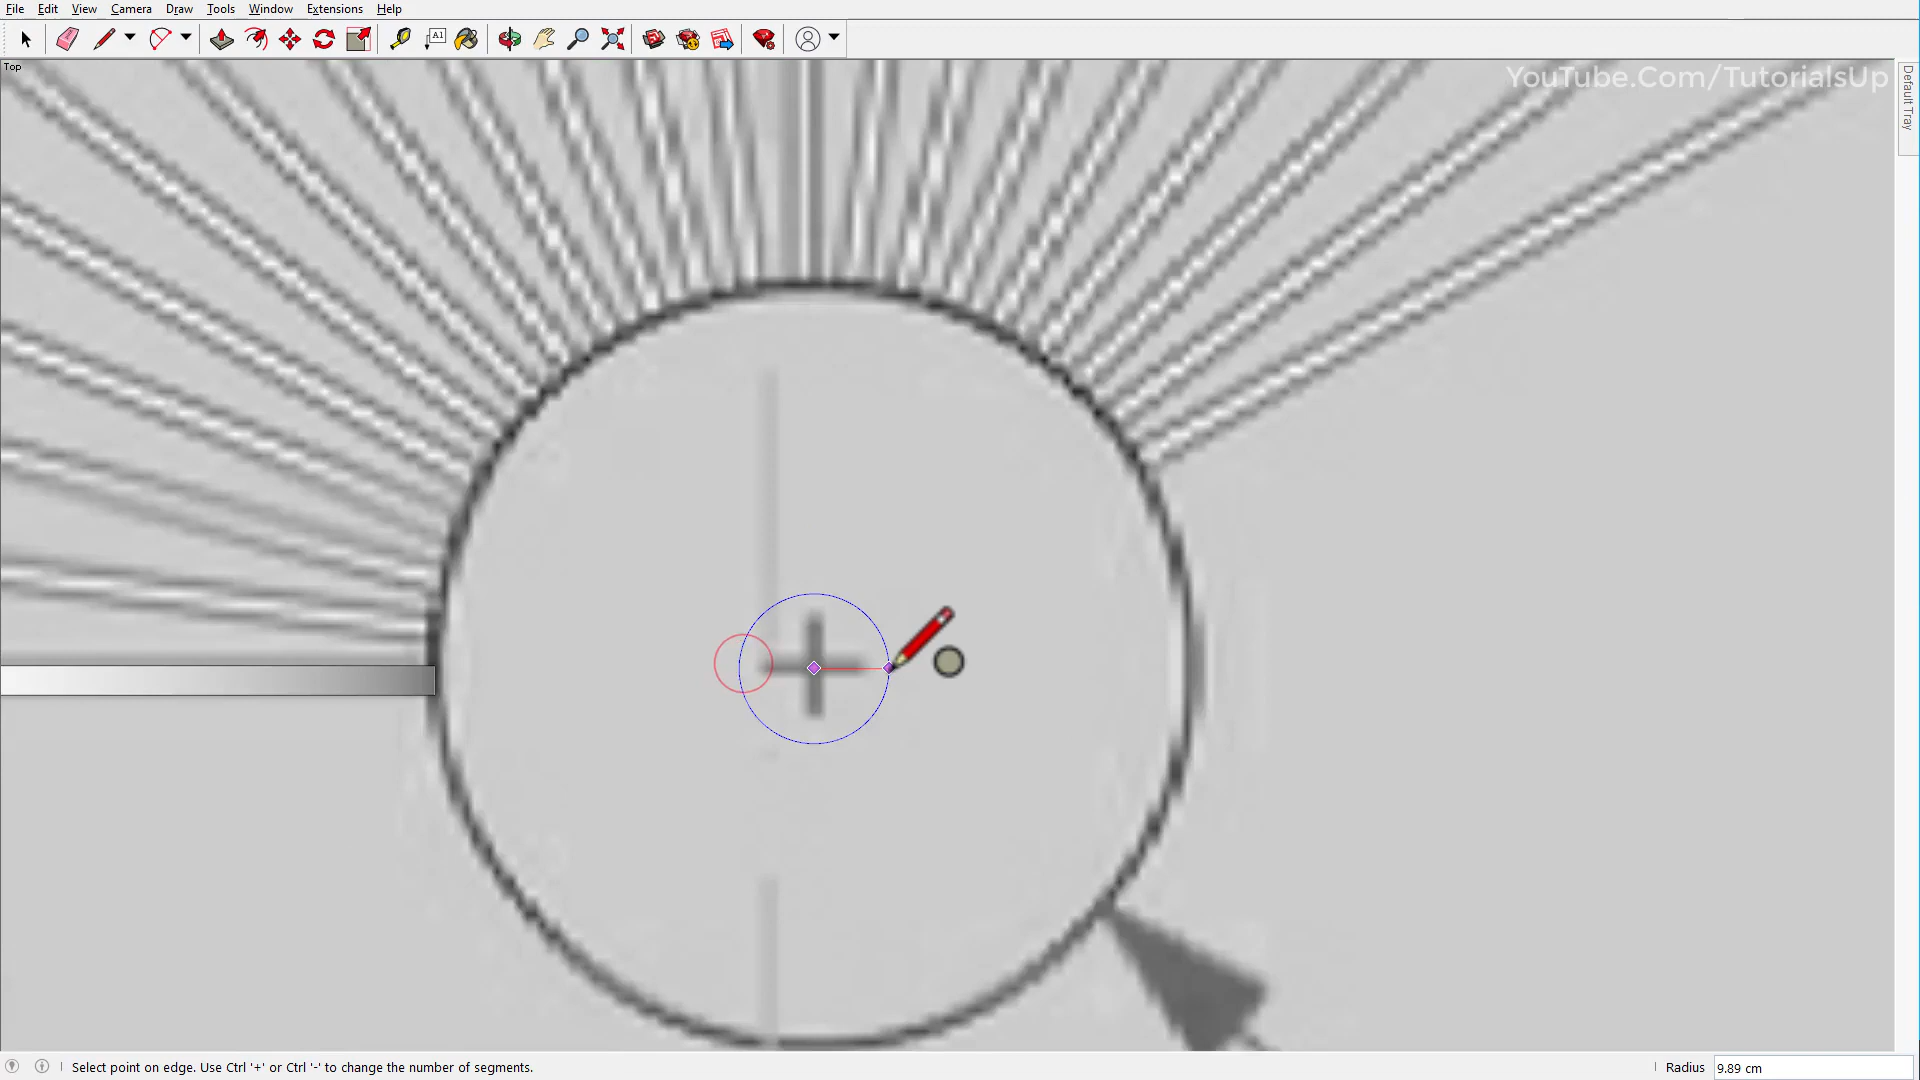 File Edit View Camera Draw Tools Window Extensions Help
A1
Top
YouTube.Com/TutorialsUp
Default Tray
Select point on edge. Use Ctrl '+' or Ctrl '-' to change the number of segments.
Radius 9.89 cm